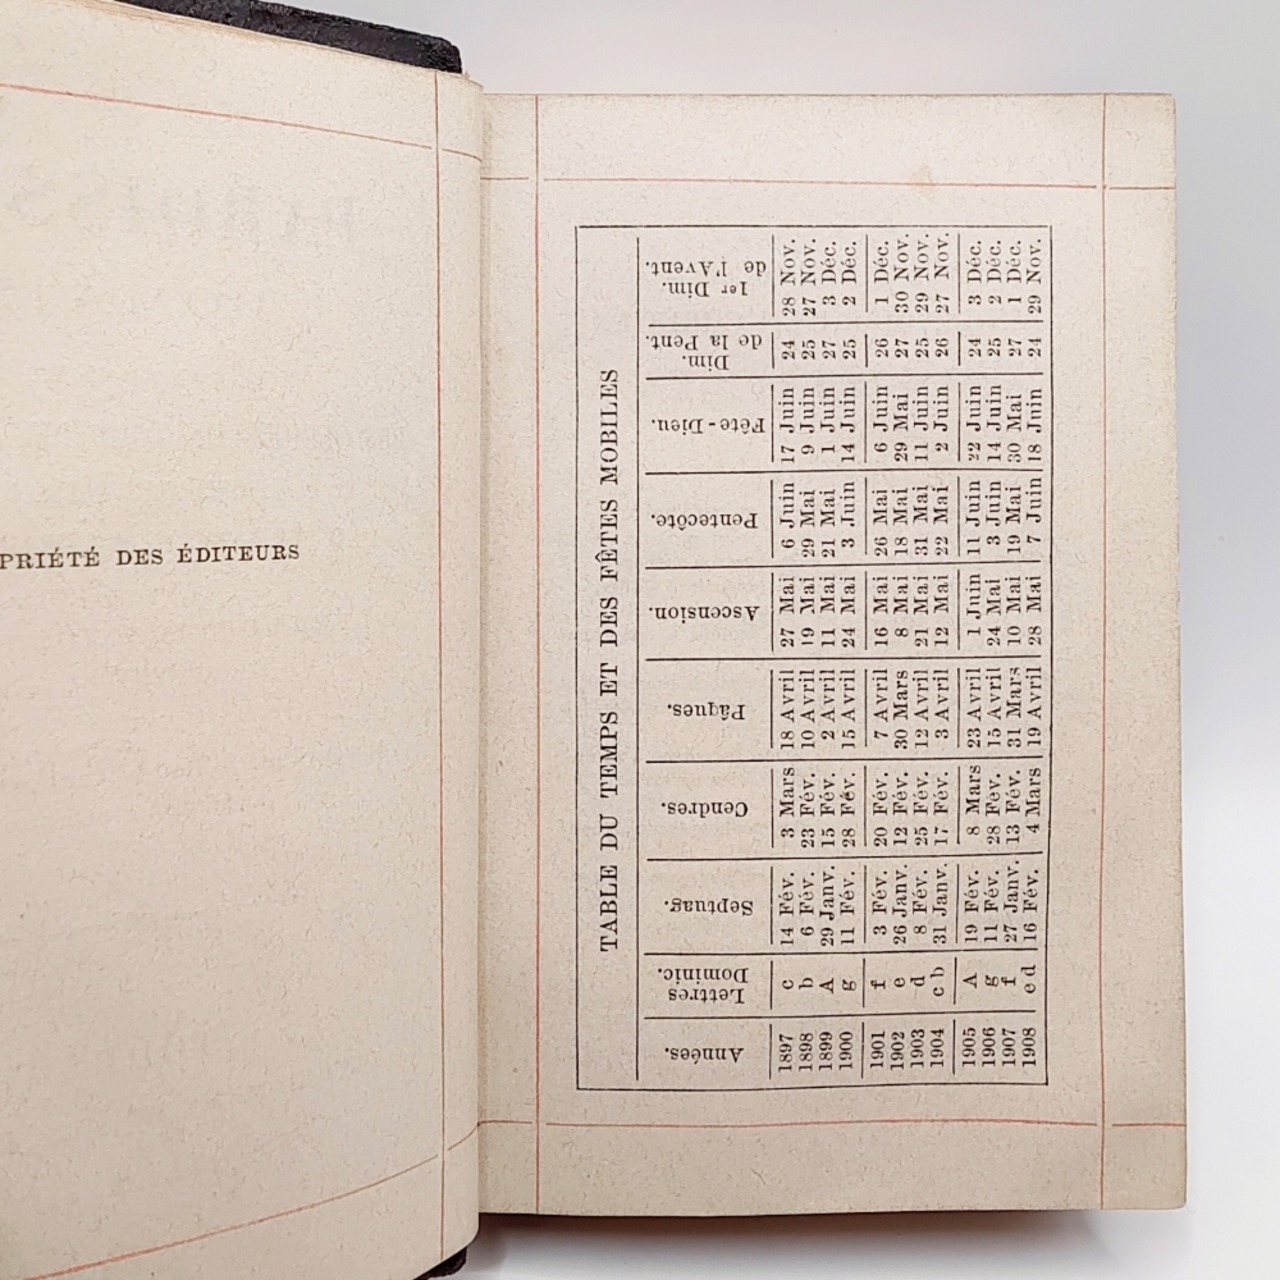 PRIÉTÉ DES ÉDITEURS
TABLE DU TEMPS ET DES FÊTES MOBILES
Années. Lettres Dominic. Septuag. Cendres. Pâques. Ascension. Pentecôte. Fête-Dieu. Dim. de la Pent. 1er Dim. de l'Avent.
1897 c 14 Fév. 3 Mars 18 Avril 27 Mai 6 Juin 17 Juin 24 28 Nov.
1898 b 6 Fév. 23 Fév. 10 Avril 19 Mai 29 Mai 9 Juin 25 27 Nov.
1899 A 29 Janv. 15 Fév. 2 Avril 11 Mai 21 Mai 1 Juin 27 3 Déc.
1900 g 11 Fév. 28 Fév. 15 Avril 24 Mai 3 Juin 14 Juin 25 2 Déc.
1901 f 3 Fév. 20 Fév. 7 Avril 16 Mai 26 Mai 6 Juin 26 1 Déc.
1902 e 26 Janv. 12 Fév. 30 Mars 8 Mai 18 Mai 29 Mai 27 30 Nov.
1903 d 8 Fév. 25 Fév. 12 Avril 21 Mai 31 Mai 11 Juin 25 29 Nov.
1904 c b 31 Janv. 17 Fév. 3 Avril 12 Mai 22 Mai 2 Juin 26 27 Nov.
1905 A 19 Fév. 8 Mars 23 Avril 1 Juin 11 Juin 22 Juin 24 3 Déc.
1906 g 11 Fév. 28 Fév. 15 Avril 24 Mai 3 Juin 14 Juin 25 2 Déc.
1907 f 27 Janv. 13 Fév. 31 Mars 10 Mai 19 Mai 30 Mai 27 1 Déc.
1908 e d 16 Fév. 4 Mars 19 Avril 28 Mai 7 Juin 18 Juin 24 29 Nov.